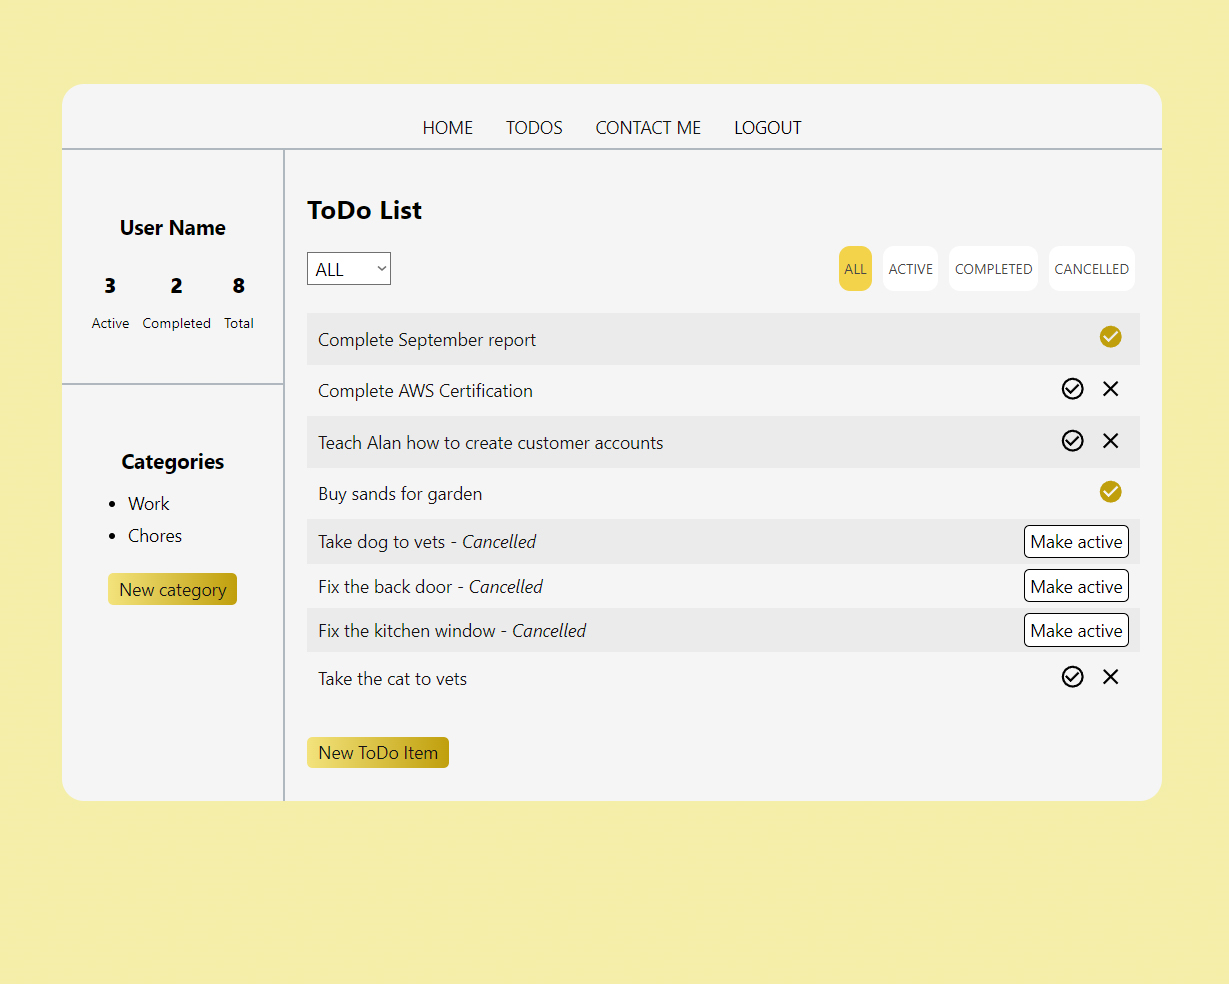 HOME TODOS CONTACT ME LOGOUT
User Name
3 2 8
Active Completed Total
Categories
Work
Chores
New category
ToDo List
ALL
ALL ACTIVE COMPLETED CANCELLED
Complete September report
Complete AWS Certification
Teach Alan how to create customer accounts
Buy sands for garden
Take dog to vets - Cancelled Make active
Fix the back door - Cancelled Make active
Fix the kitchen window - Cancelled Make active
Take the cat to vets
New ToDo Item